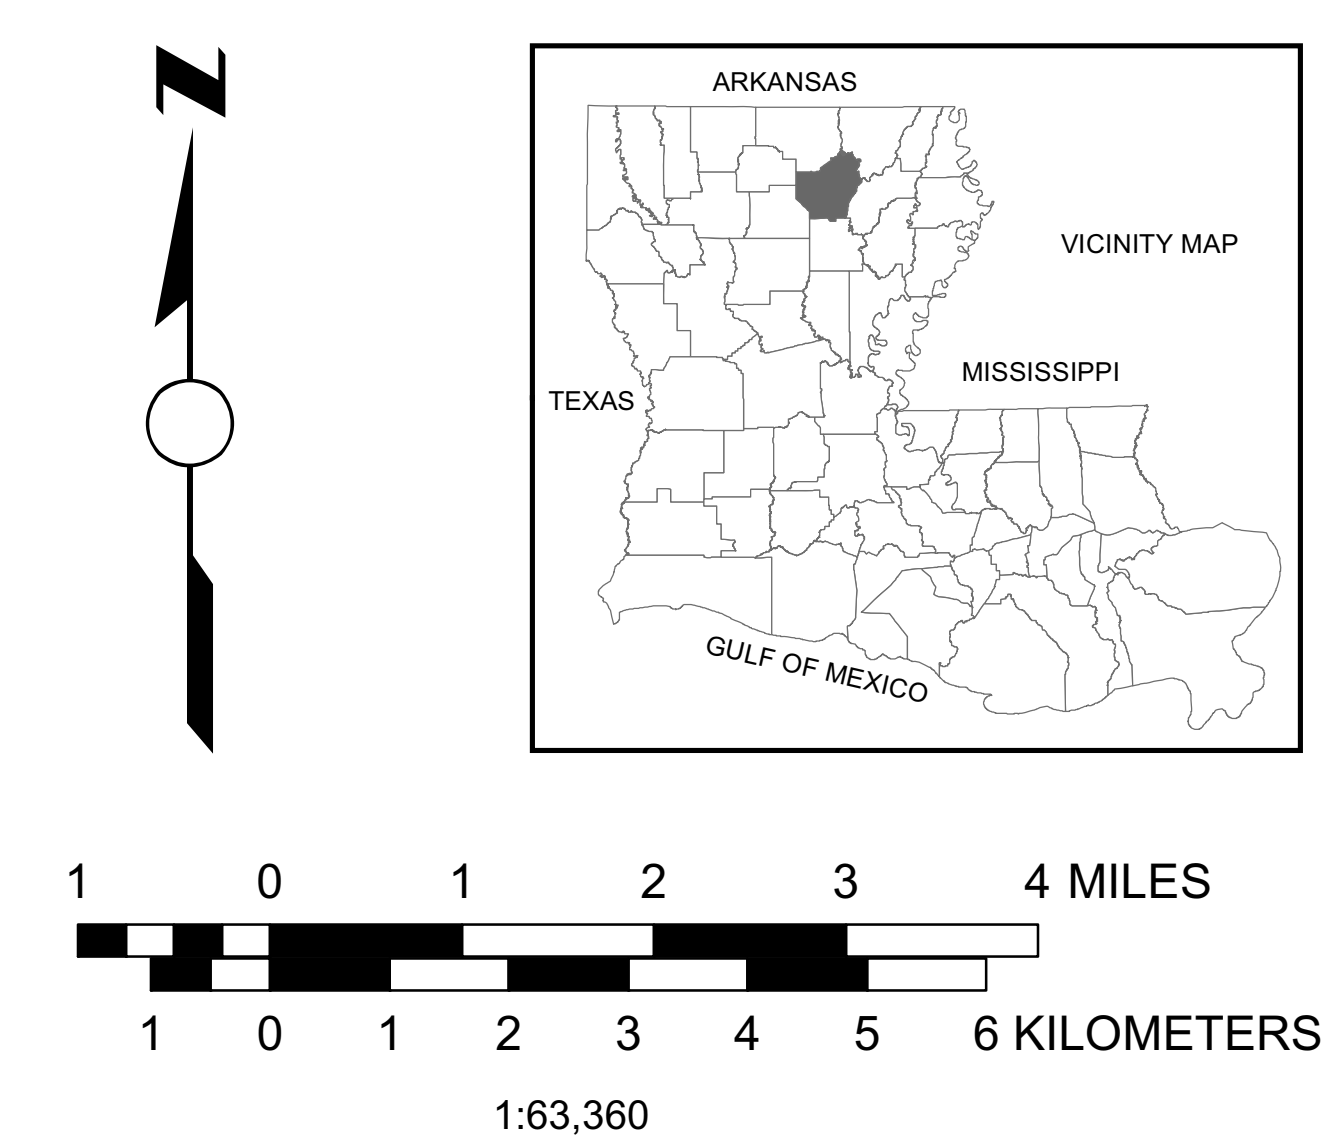 N
ARKANSAS
VICINITY MAP
MISSISSIPPI
TEXAS
GULF OF MEXICO
1 0 1 2 3 4 MILES
1 0 1 2 3 4 5 6 KILOMETERS
1:63,360